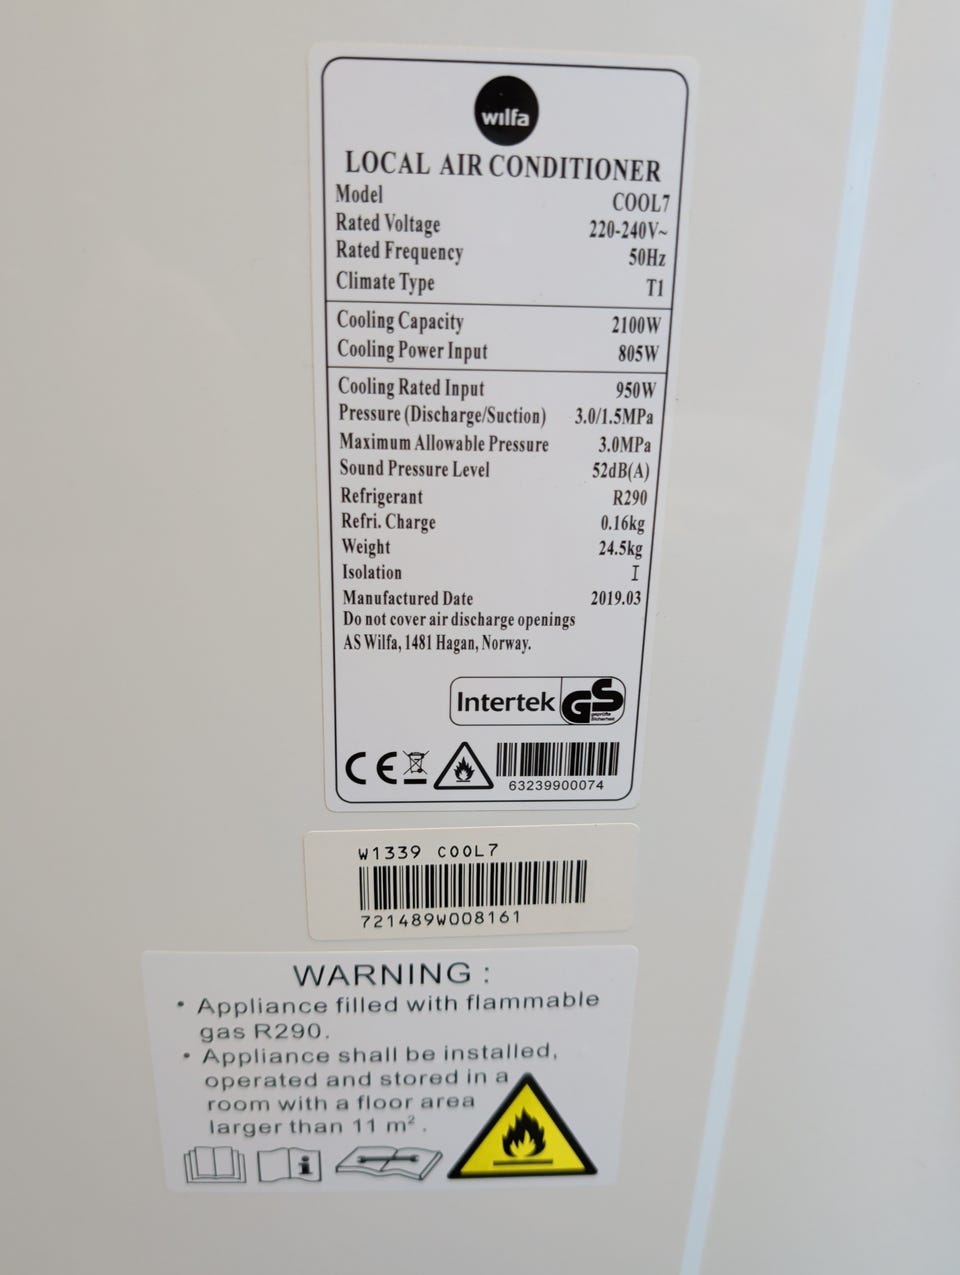 wilfa
LOCAL AIR CONDITIONER
Model COOL7
Rated Voltage 220-240V~
Rated Frequency 50Hz
Climate Type T1
Cooling Capacity 2100W
Cooling Power Input 805W
Cooling Rated Input 950W
Pressure (Discharge/Suction) 3.0/1.5MPa
Maximum Allowable Pressure 3.0MPa
Sound Pressure Level 52dB(A)
Refrigerant R290
Refri. Charge 0.16kg
Weight 24.5kg
Isolation I
Manufactured Date 2019.03
Do not cover air discharge openings
AS Wilfa, 1481 Hagan, Norway.
Intertek GS
geprüfte
Sicherheit
CE
63239900074
W1339 COOL7
721489W008161
WARNING :
• Appliance filled with flammable
gas R290.
• Appliance shall be installed,
operated and stored in a
room with a floor area
larger than 11 m².
i